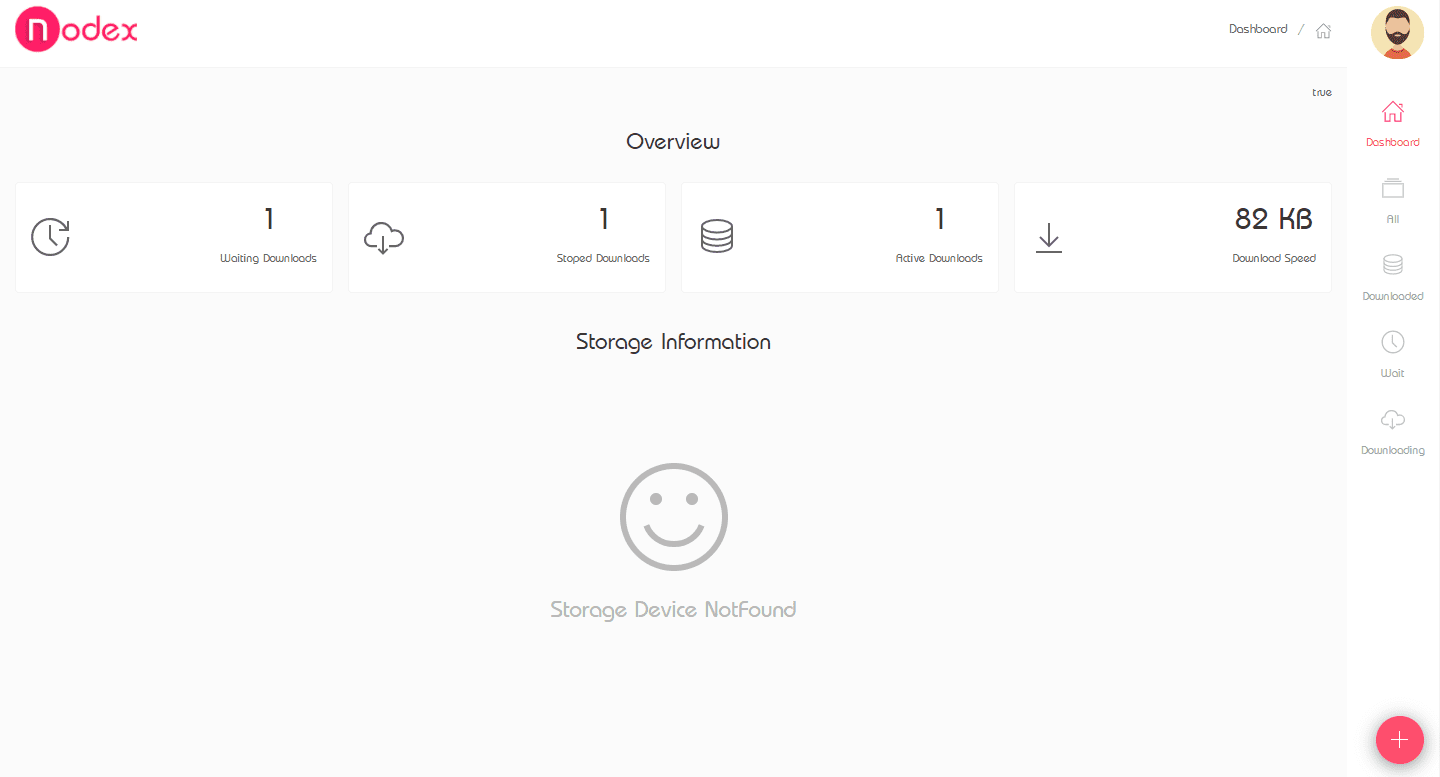 nodex
Dashboard /
true
Overview
1
Waiting Downloads
1
Stoped Downloads
1
Active Downloads
82 KB
Download Speed
Storage Information
Storage Device NotFound
Dashboard
All
Downloaded
Wait
Downloading